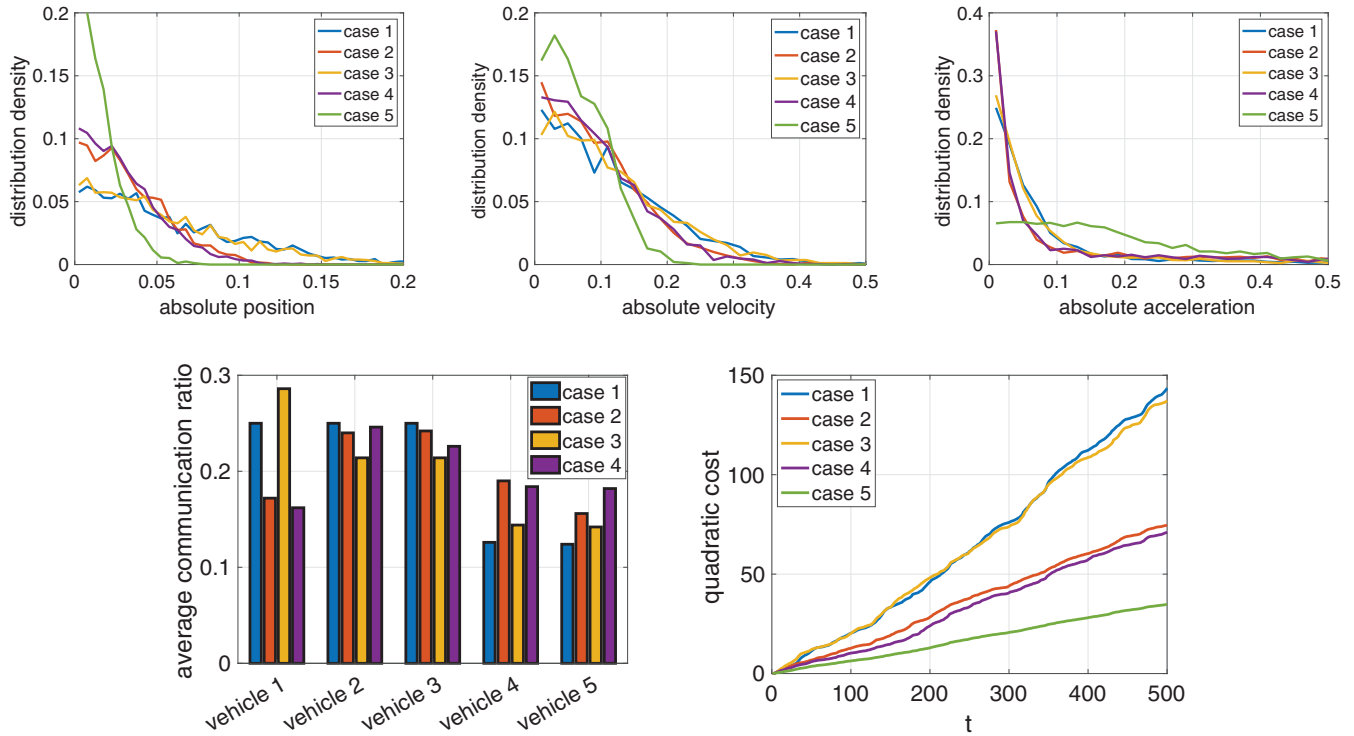 0.2
0.15
0.1
0.05
0
0
0.05
0.1
0.15
0.2
distribution density
absolute position
case 1
case 2
case 3
case 4
case 5
0.2
0.15
0.1
0.05
0
0
0.1
0.2
0.3
0.4
0.5
distribution density
absolute velocity
case 1
case 2
case 3
case 4
case 5
0.4
0.3
0.2
0.1
0
0
0.1
0.2
0.3
0.4
0.5
distribution density
absolute acceleration
case 1
case 2
case 3
case 4
case 5
0.3
0.2
0.1
0
average communication ratio
vehicle 1
vehicle 2
vehicle 3
vehicle 4
vehicle 5
case 1
case 2
case 3
case 4
150
100
50
0
0
100
200
300
400
500
quadratic cost
t
case 1
case 2
case 3
case 4
case 5